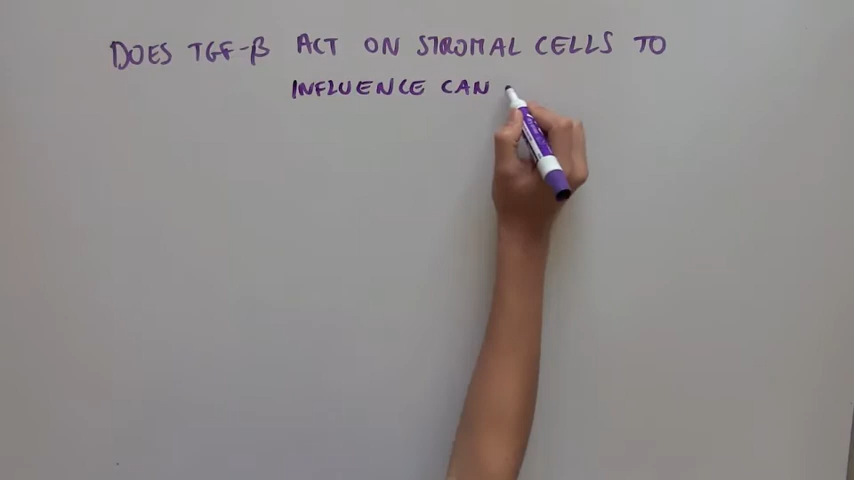 DOES TGF-β ACT ON STROMAL CELLS TO
INFLUENCE CAN